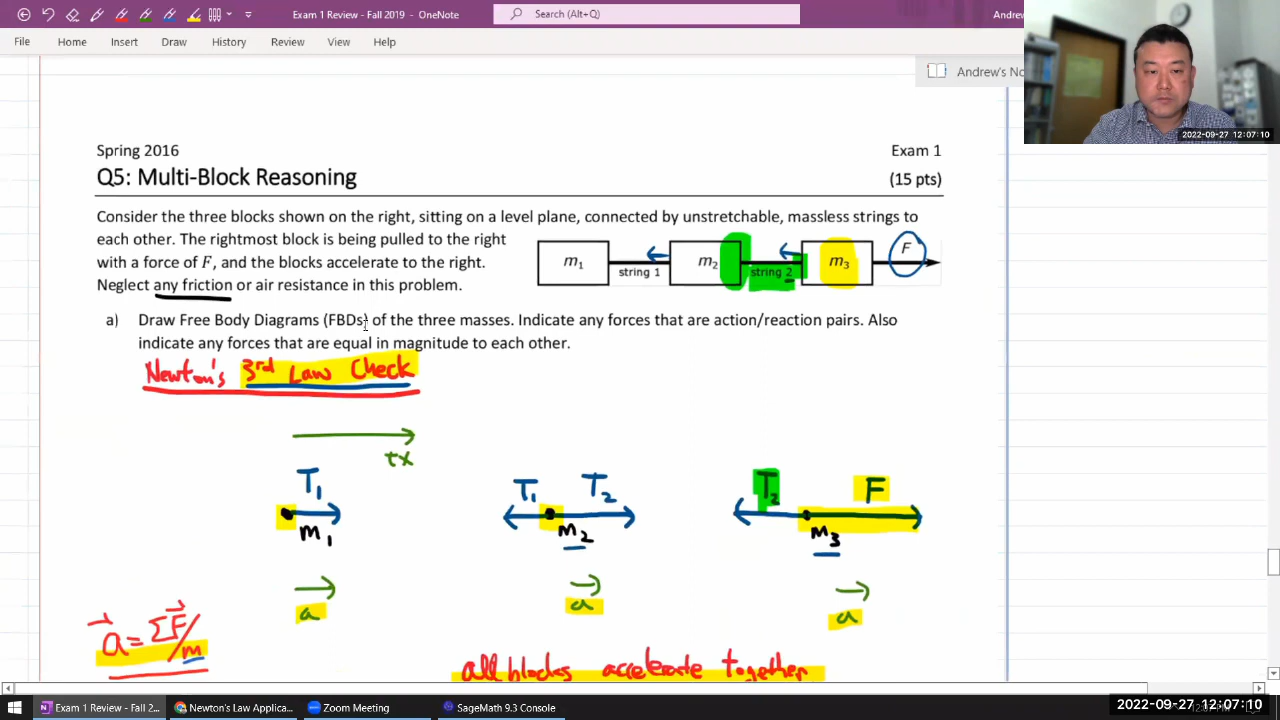 Exam 1 Review - Fall 2019 - OneNote
Search (Alt+Q)
Andrew
File Home Insert Draw History Review View Help
Andrew's No
2022-09-27 12:07:10
Spring 2016
Exam 1
Q5: Multi-Block Reasoning
(15 pts)
Consider the three blocks shown on the right, sitting on a level plane, connected by unstretchable, massless strings to
each other. The rightmost block is being pulled to the right
with a force of F, and the blocks accelerate to the right.
Neglect any friction or air resistance in this problem.
m1 string 1 m2 string 2 m3 F
a) Draw Free Body Diagrams (FBDs) of the three masses. Indicate any forces that are action/reaction pairs. Also
indicate any forces that are equal in magnitude to each other.
Newton's 3rd Law Check
+x
T1
T1 T2
T2 F
m1
m2
m3
a
a
a
a = ΣF/m
all blocks accelerate together
Exam 1 Review - Fall 2...
Newton's Law Applica...
Zoom Meeting
SageMath 9.3 Console
2022-09-27 12:07:10